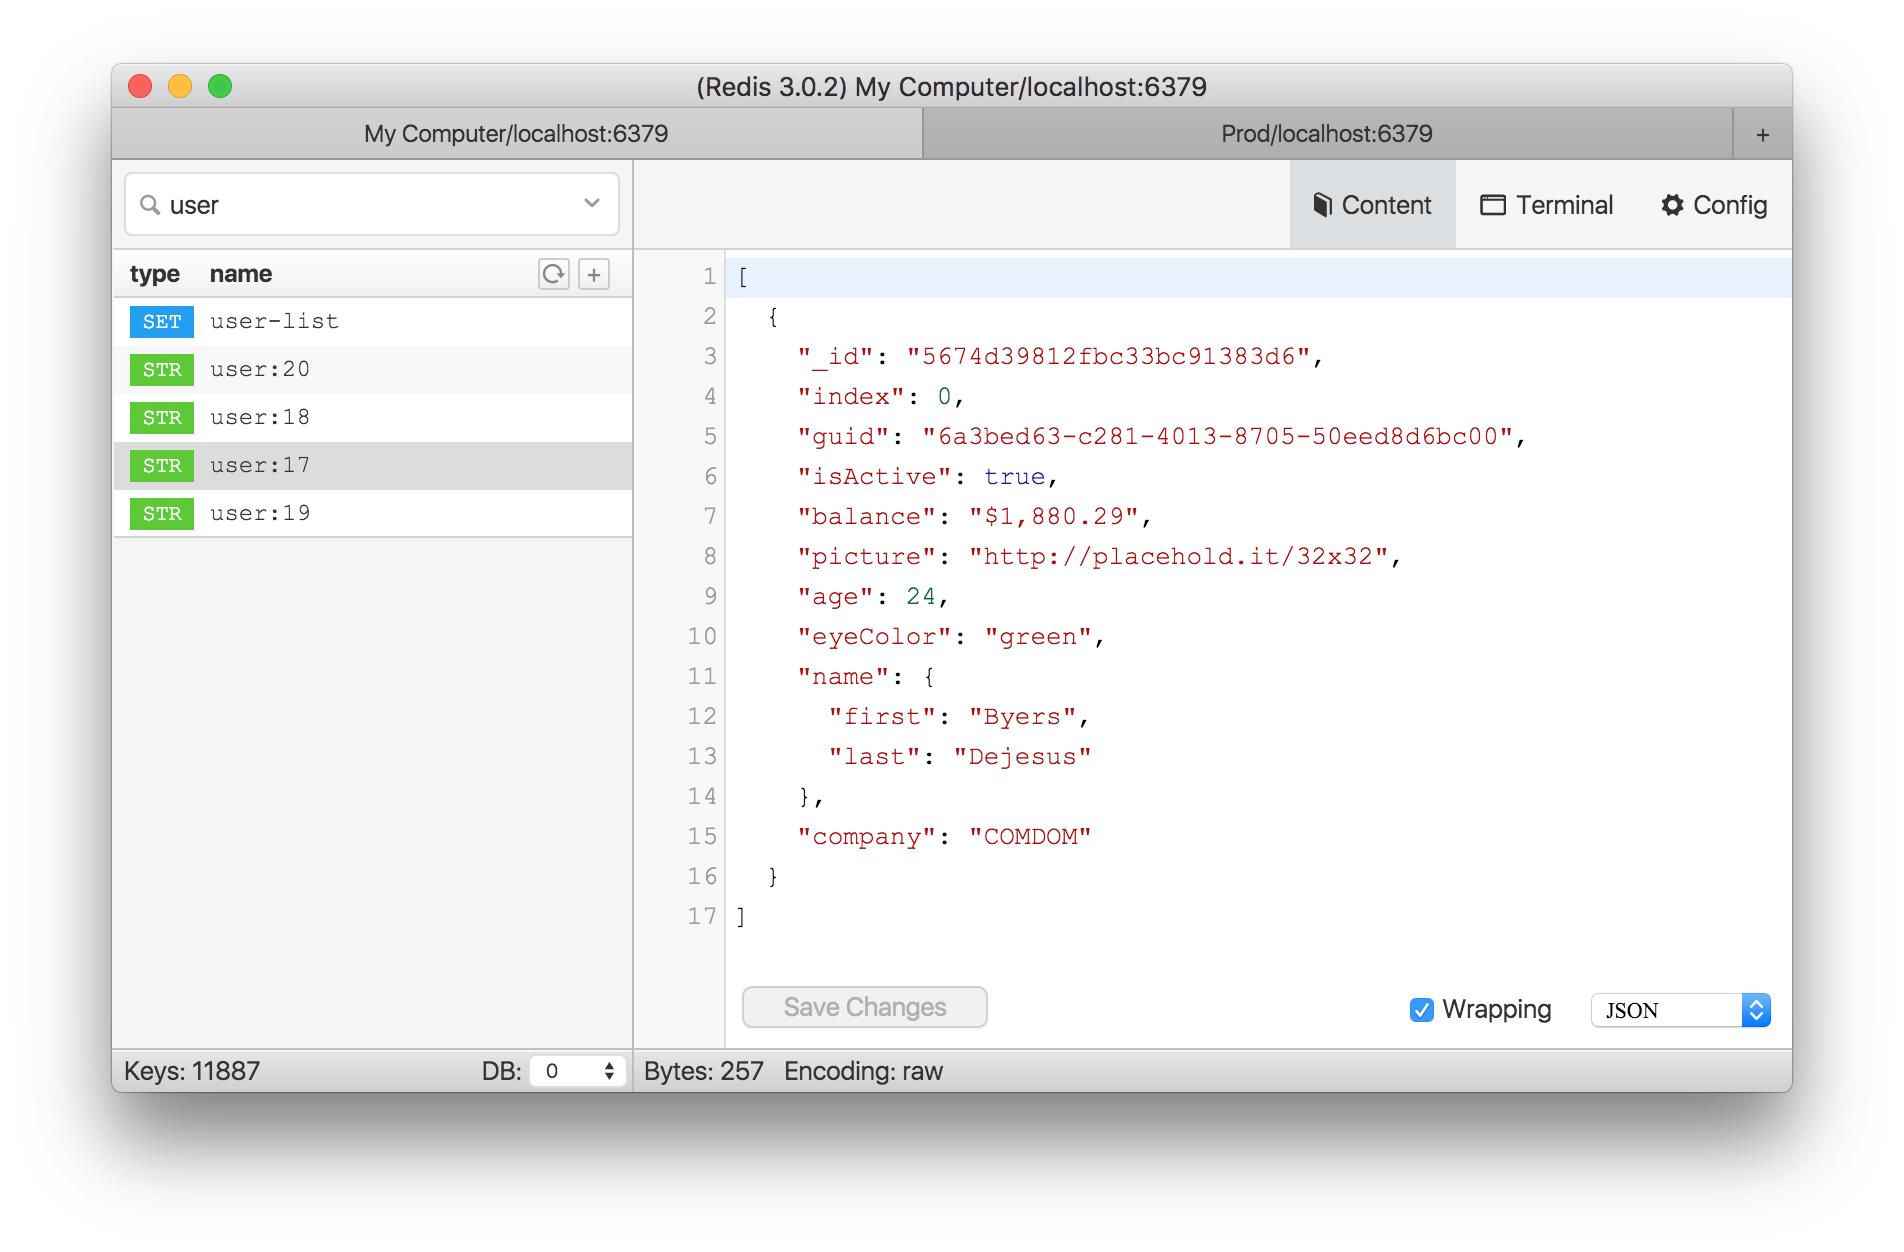 (Redis 3.0.2) My Computer/localhost:6379
My Computer/localhost:6379
Prod/localhost:6379
+
user
Content
Terminal
Config
type name
+
SET user-list
STR user:20
STR user:18
STR user:17
STR user:19
1 [
2 {
3 "_id": "5674d39812fbc33bc91383d6",
4 "index": 0,
5 "guid": "6a3bed63-c281-4013-8705-50eed8d6bc00",
6 "isActive": true,
7 "balance": "$1,880.29",
8 "picture": "http://placehold.it/32x32",
9 "age": 24,
10 "eyeColor": "green",
11 "name": {
12 "first": "Byers",
13 "last": "Dejesus"
14 },
15 "company": "COMDOM"
16 }
17 ]
Save Changes
Wrapping
JSON
Keys: 11887
DB: 0
Bytes: 257 Encoding: raw